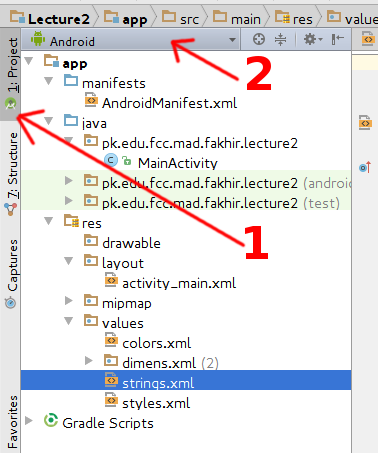 Lecture2 app src main res value
Android
2
1: Project
app
manifests
AndroidManifest.xml
java
pk.edu.fcc.mad.fakhir.lecture2
MainActivity
pk.edu.fcc.mad.fakhir.lecture2 (android
pk.edu.fcc.mad.fakhir.lecture2 (test)
7: Structure
res
1
drawable
layout
activity_main.xml
Captures
mipmap
values
colors.xml
dimens.xml (2)
strings.xml
styles.xml
Favorites
Gradle Scripts